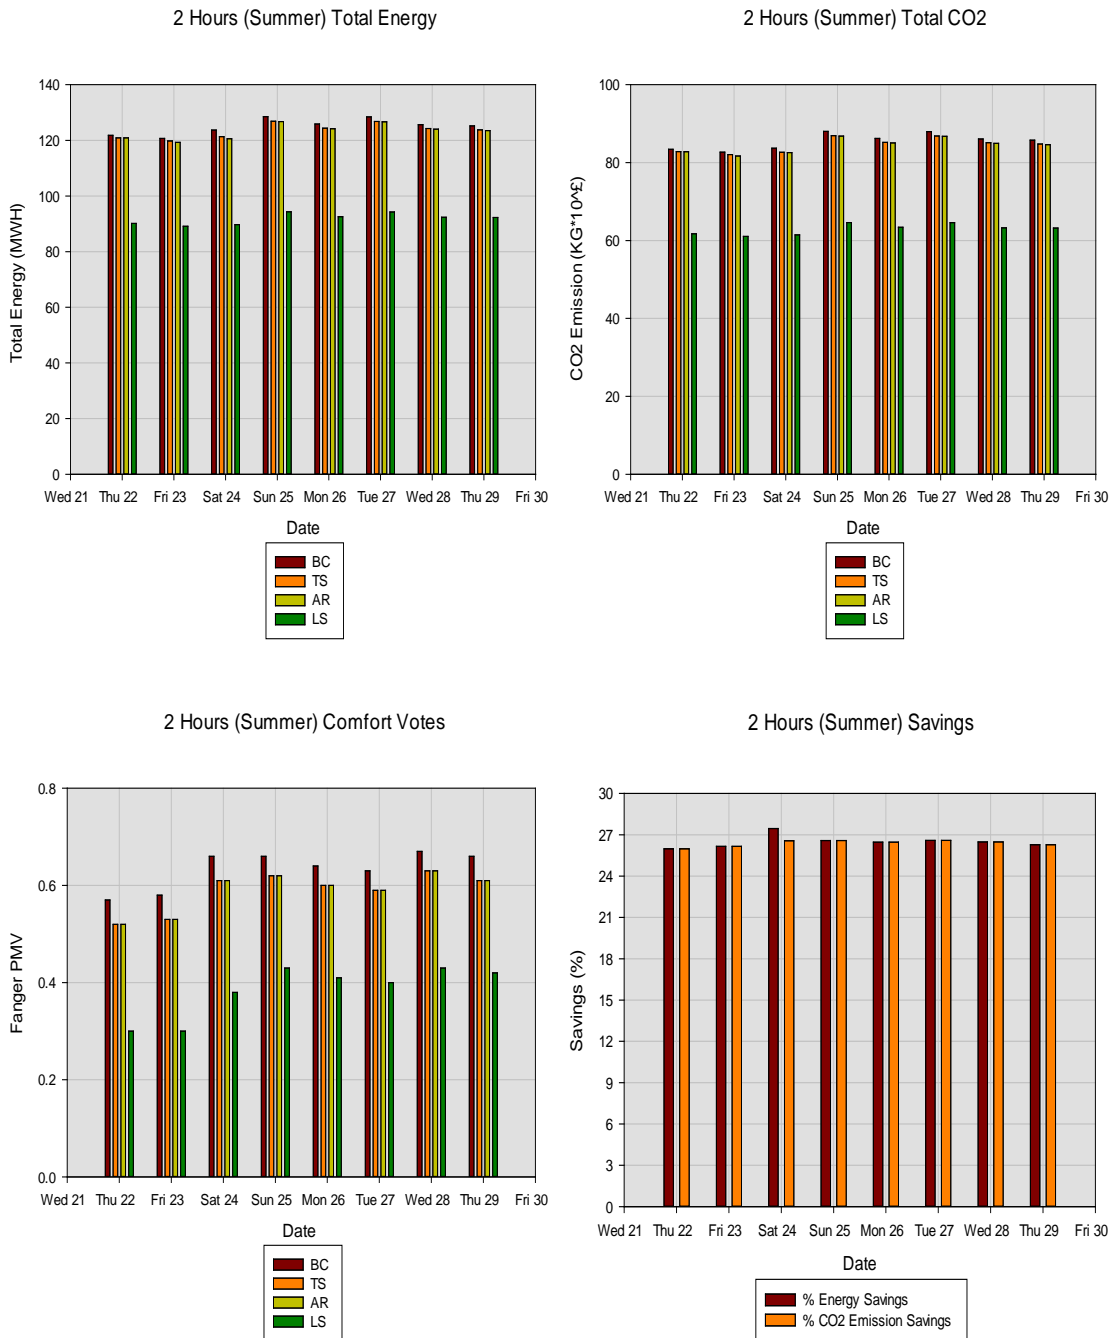 2 Hours (Summer) Total Energy
140
120
100
80
60
40
20
0
Total Energy (MWH)
Wed 21 Thu 22 Fri 23 Sat 24 Sun 25 Mon 26 Tue 27 Wed 28 Thu 29 Fri 30
Date
BC
TS
AR
LS
2 Hours (Summer) Total CO2
100
80
60
40
20
0
CO2 Emission (KG*10^£)
Wed 21 Thu 22 Fri 23 Sat 24 Sun 25 Mon 26 Tue 27 Wed 28 Thu 29 Fri 30
Date
BC
TS
AR
LS
2 Hours (Summer) Comfort Votes
0.8
0.6
0.4
0.2
0.0
Fanger PMV
Wed 21 Thu 22 Fri 23 Sat 24 Sun 25 Mon 26 Tue 27 Wed 28 Thu 29 Fri 30
Date
BC
TS
AR
LS
2 Hours (Summer) Savings
30
27
24
21
18
15
12
9
6
3
0
Savings (%)
Wed 21 Thu 22 Fri 23 Sat 24 Sun 25 Mon 26 Tue 27 Wed 28 Thu 29 Fri 30
Date
% Energy Savings
% CO2 Emission Savings